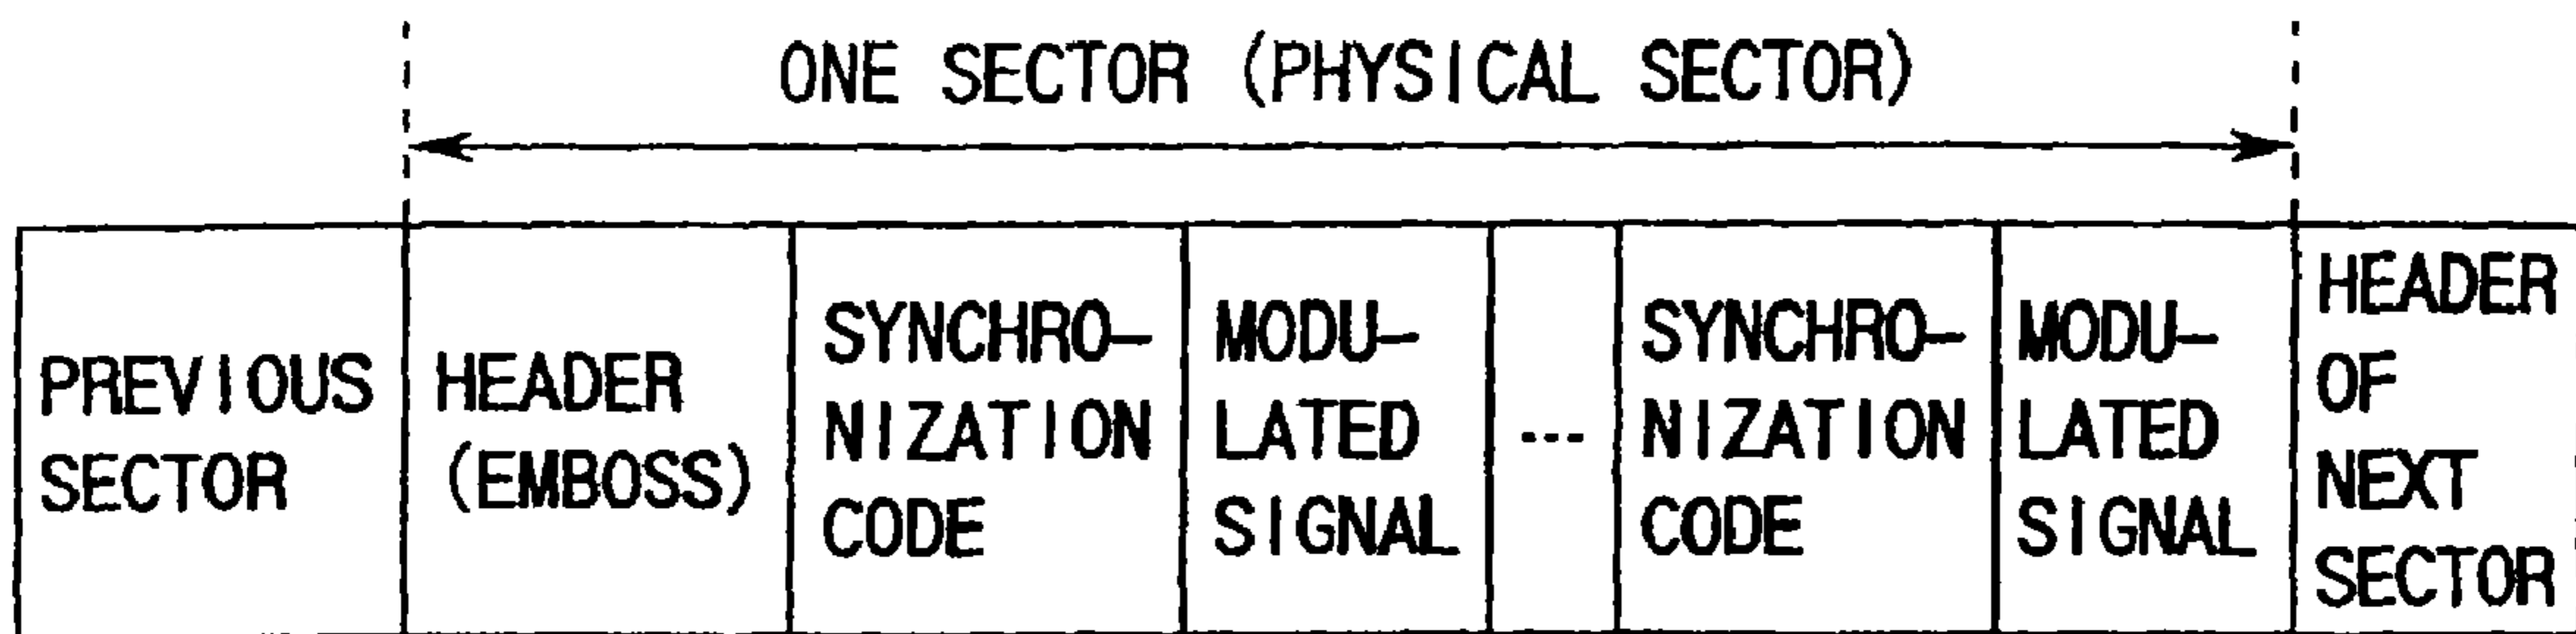 ONE SECTOR (PHYSICAL SECTOR)
PREVIOUS
SECTOR
HEADER
(EMBOSS)
SYNCHRO-
NIZATION
CODE
MODU-
LATED
SIGNAL
---
SYNCHRO-
NIZATION
CODE
MODU-
LATED
SIGNAL
HEADER
OF
NEXT
SECTOR